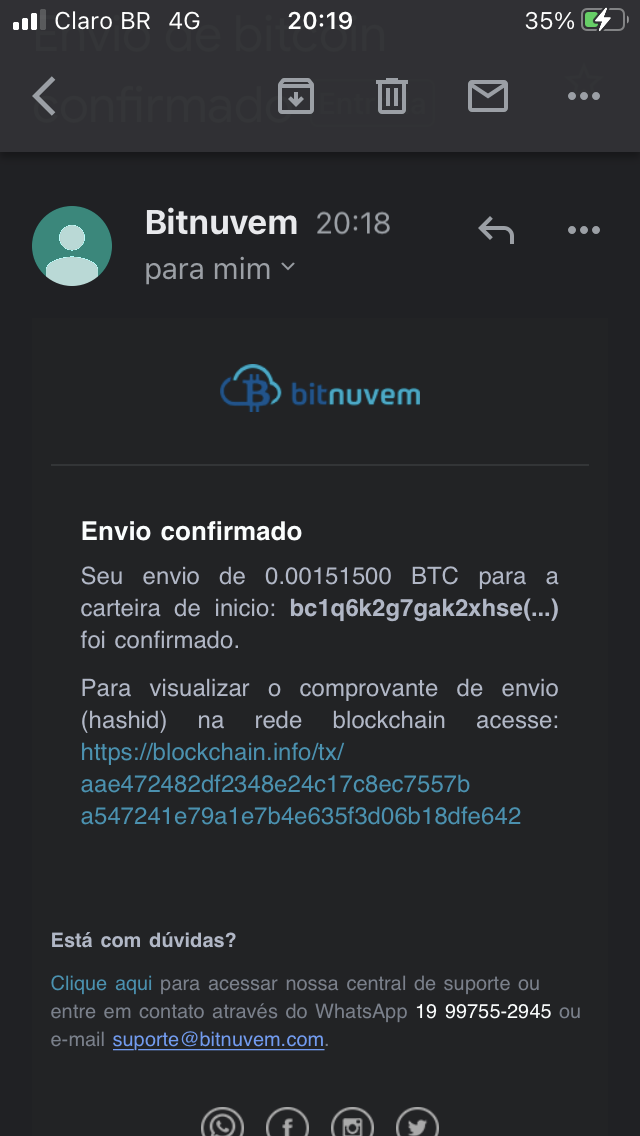 Claro BR 4G 20:19 35%
Envio de bitcoin
confirmado Entrada
Bitnuvem 20:18
para mim
bitnuvem
Envio confirmado
Seu envio de 0.00151500 BTC para a
carteira de inicio: bc1q6k2g7gak2xhse(...)
foi confirmado.
Para visualizar o comprovante de envio
(hashid) na rede blockchain acesse:
https://blockchain.info/tx/
aae472482df2348e24c17c8ec7557b
a547241e79a1e7b4e635f3d06b18dfe642
Está com dúvidas?
Clique aqui para acessar nossa central de suporte ou
entre em contato através do WhatsApp 19 99755-2945 ou
e-mail suporte@bitnuvem.com.